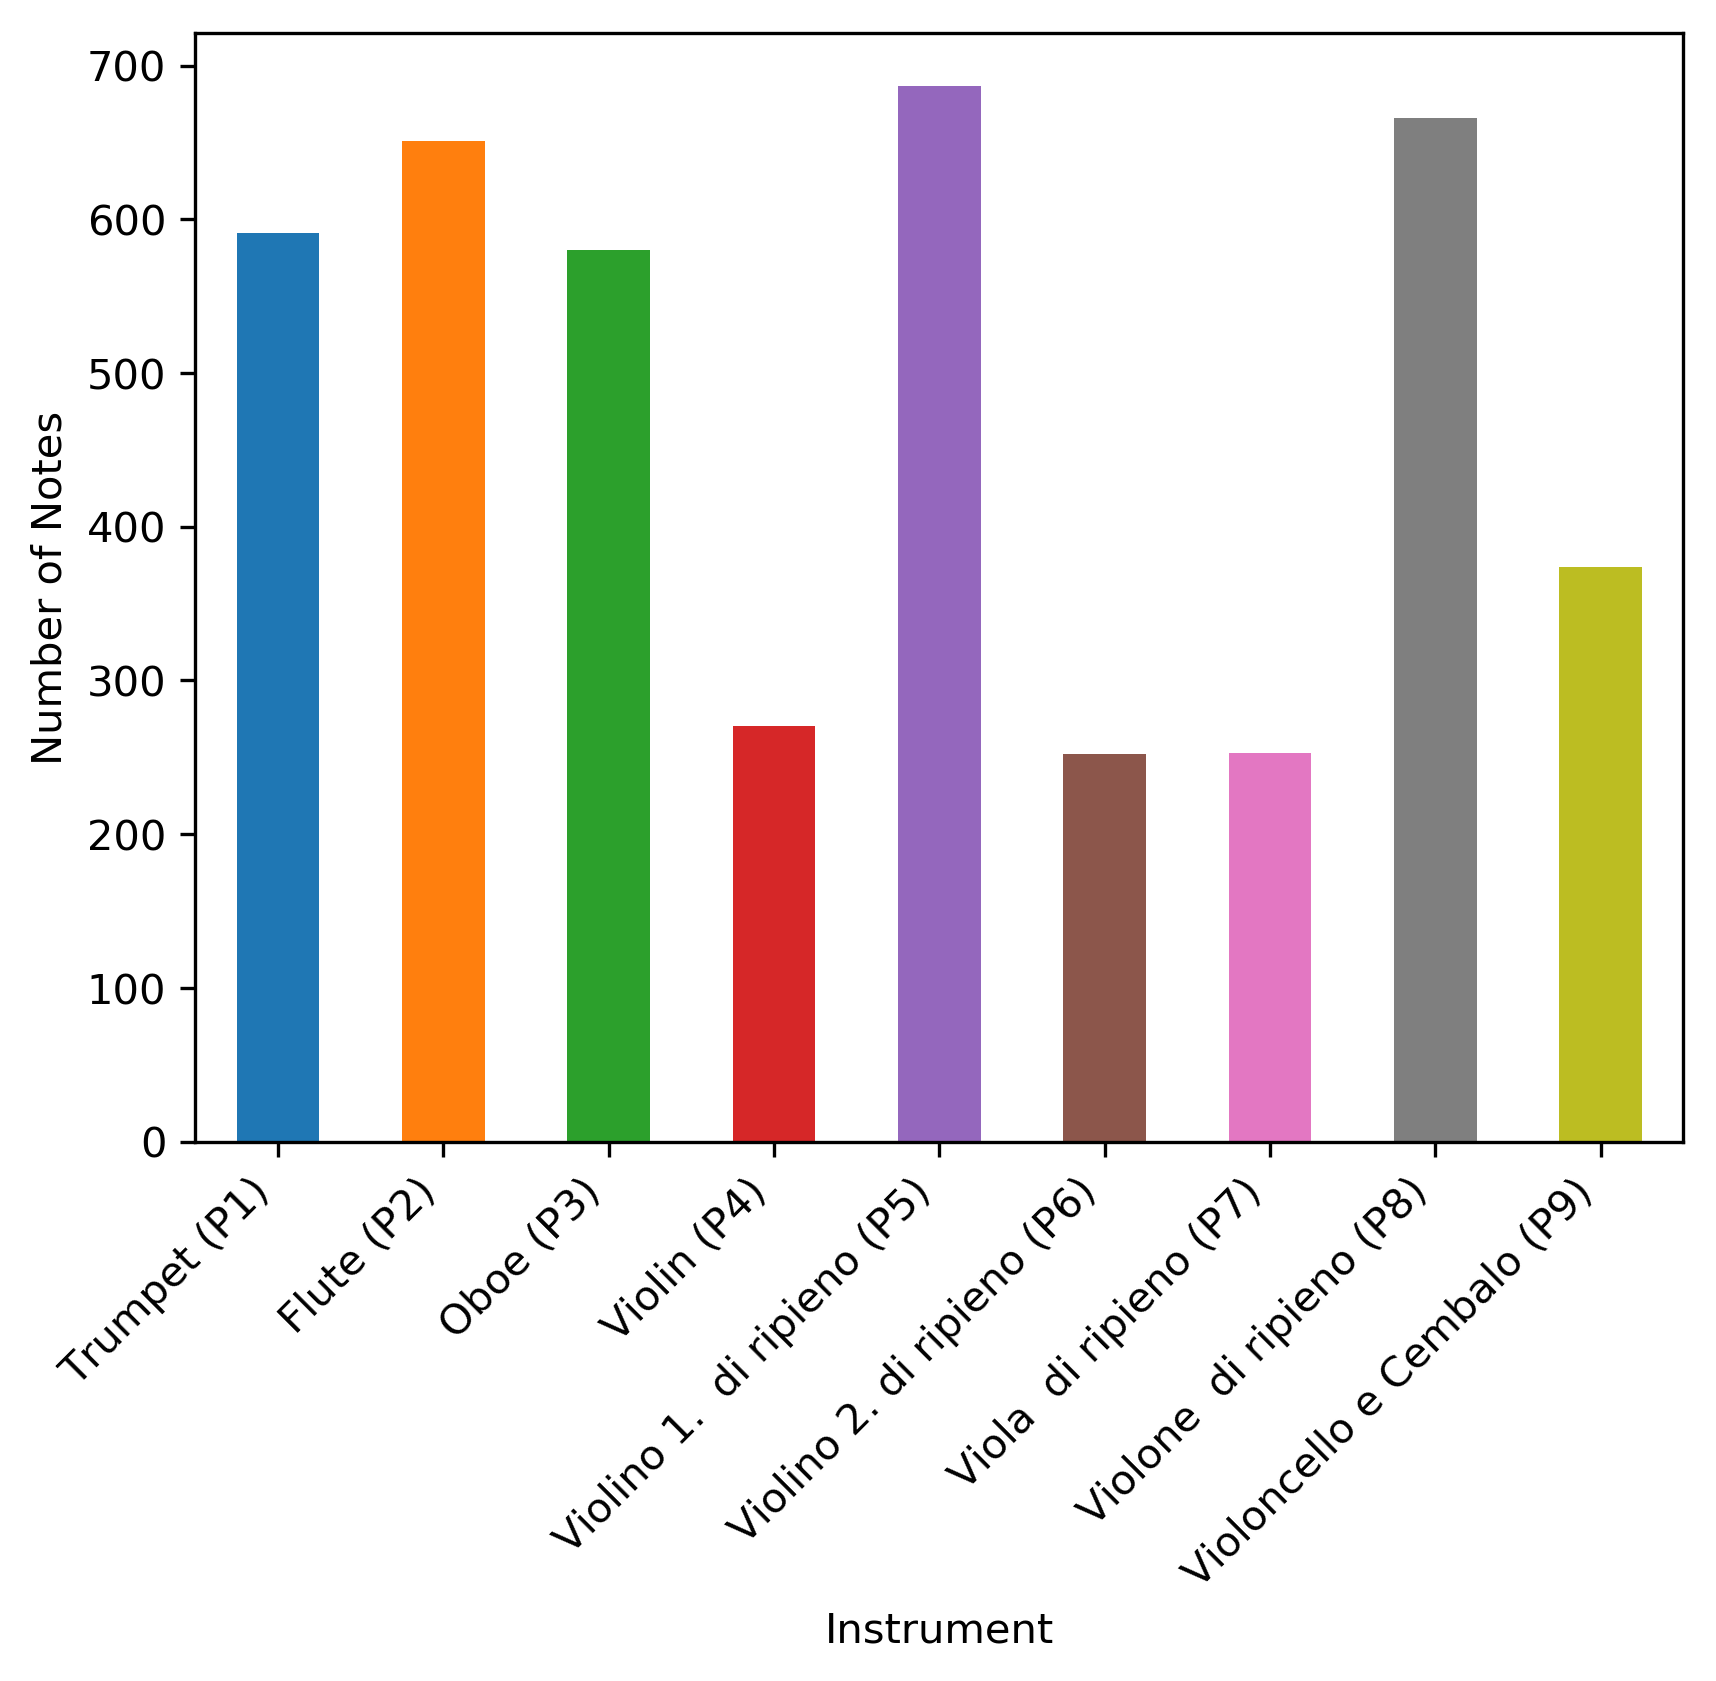 Number of Notes
700
600
500
400
300
200
100
0
Trumpet (P1)
Flute (P2)
Oboe (P3)
Violin (P4)
Violino 1.  di ripieno (P5)
Violino 2. di ripieno (P6)
Viola  di ripieno (P7)
Violone  di ripieno (P8)
Violoncello e Cembalo (P9)
Instrument